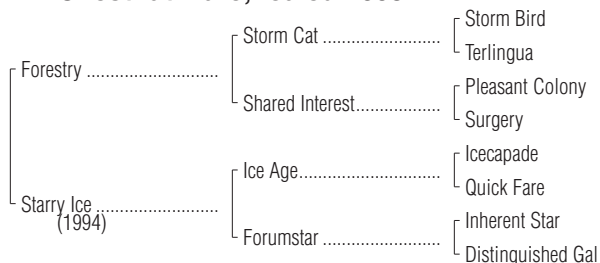 Storm Bird
Storm Cat ........................
Terlingua
Forestry ...........................
Pleasant Colony
Shared Interest.................
Surgery
Icecapade
Ice Age............................
Quick Fare
Starry Ice .........................
(1994)
Inherent Star
Forumstar ........................
Distinguished Gal